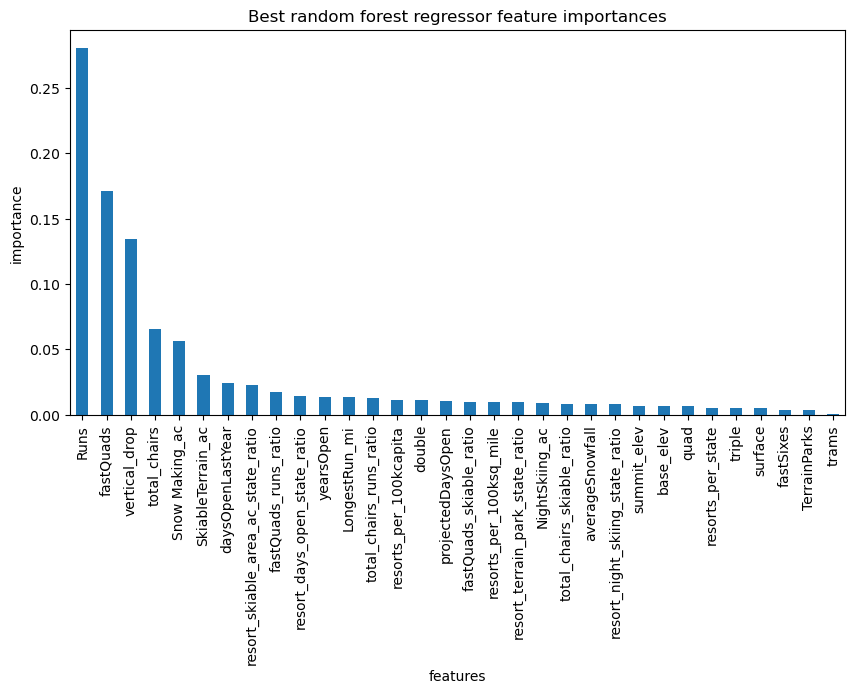 Best random forest regressor feature importances
importance
0.25
0.20
0.15
0.10
0.05
0.00
Runs
fastQuads
vertical_drop
total_chairs
Snow Making_ac
SkiableTerrain_ac
daysOpenLastYear
resort_skiable_area_ac_state_ratio
fastQuads_runs_ratio
resort_days_open_state_ratio
yearsOpen
LongestRun_mi
total_chairs_runs_ratio
resorts_per_100kcapita
double
projectedDaysOpen
fastQuads_skiable_ratio
resorts_per_100ksq_mile
resort_terrain_park_state_ratio
NightSkiing_ac
total_chairs_skiable_ratio
averageSnowfall
resort_night_skiing_state_ratio
summit_elev
base_elev
quad
resorts_per_state
triple
surface
fastSixes
TerrainParks
trams
features